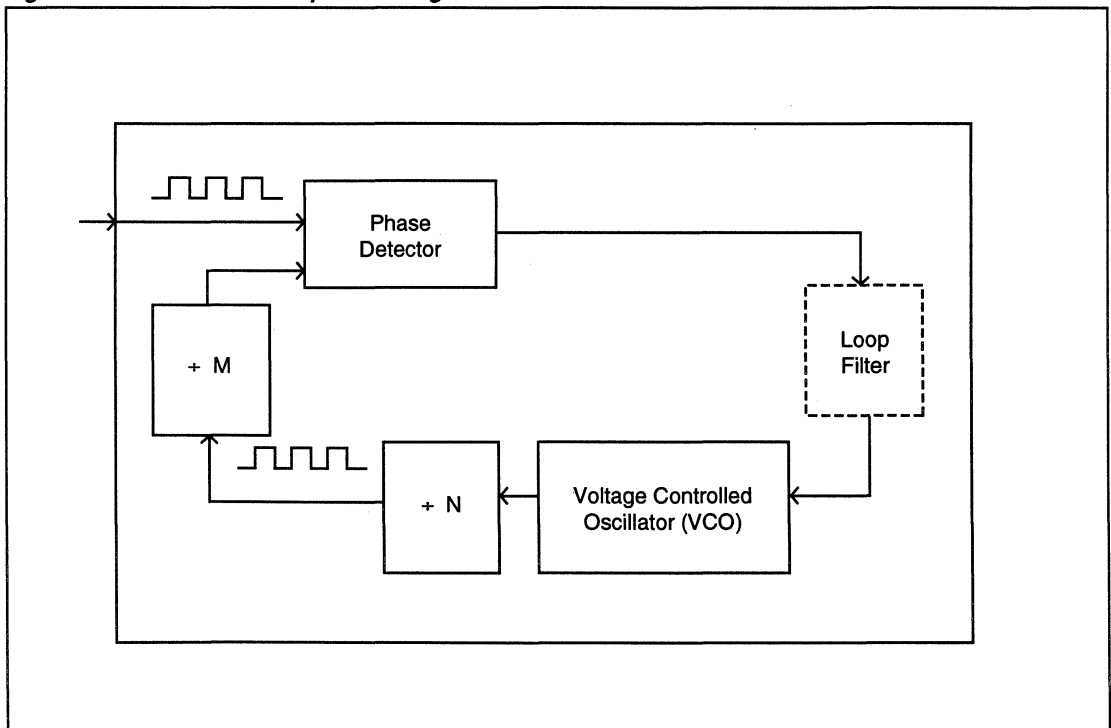 Phase
Detector
Loop
Filter
÷ M
÷ N
Voltage Controlled
Oscillator (VCO)